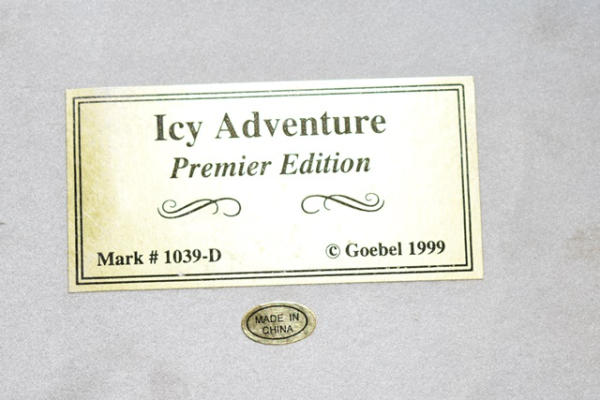 Icy Adventure
Premier Edition
Mark # 1039-D
© Goebel 1999
MADE IN
CHINA